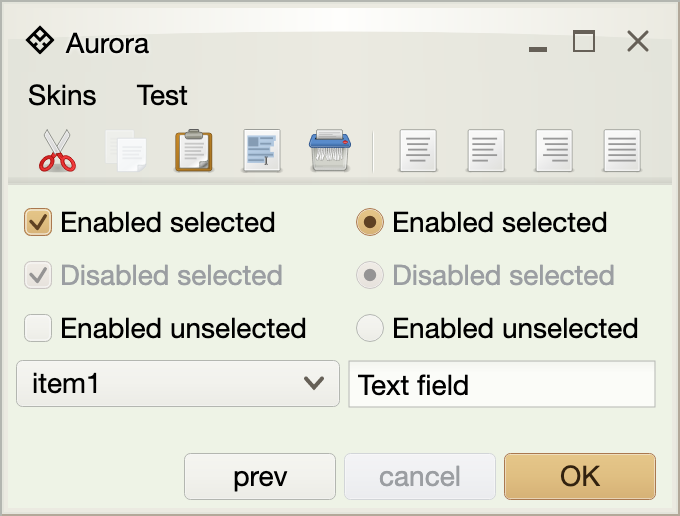 Aurora
Skins Test
Enabled selected Enabled selected
Disabled selected Disabled selected
Enabled unselected Enabled unselected
item1 Text field
prev cancel OK